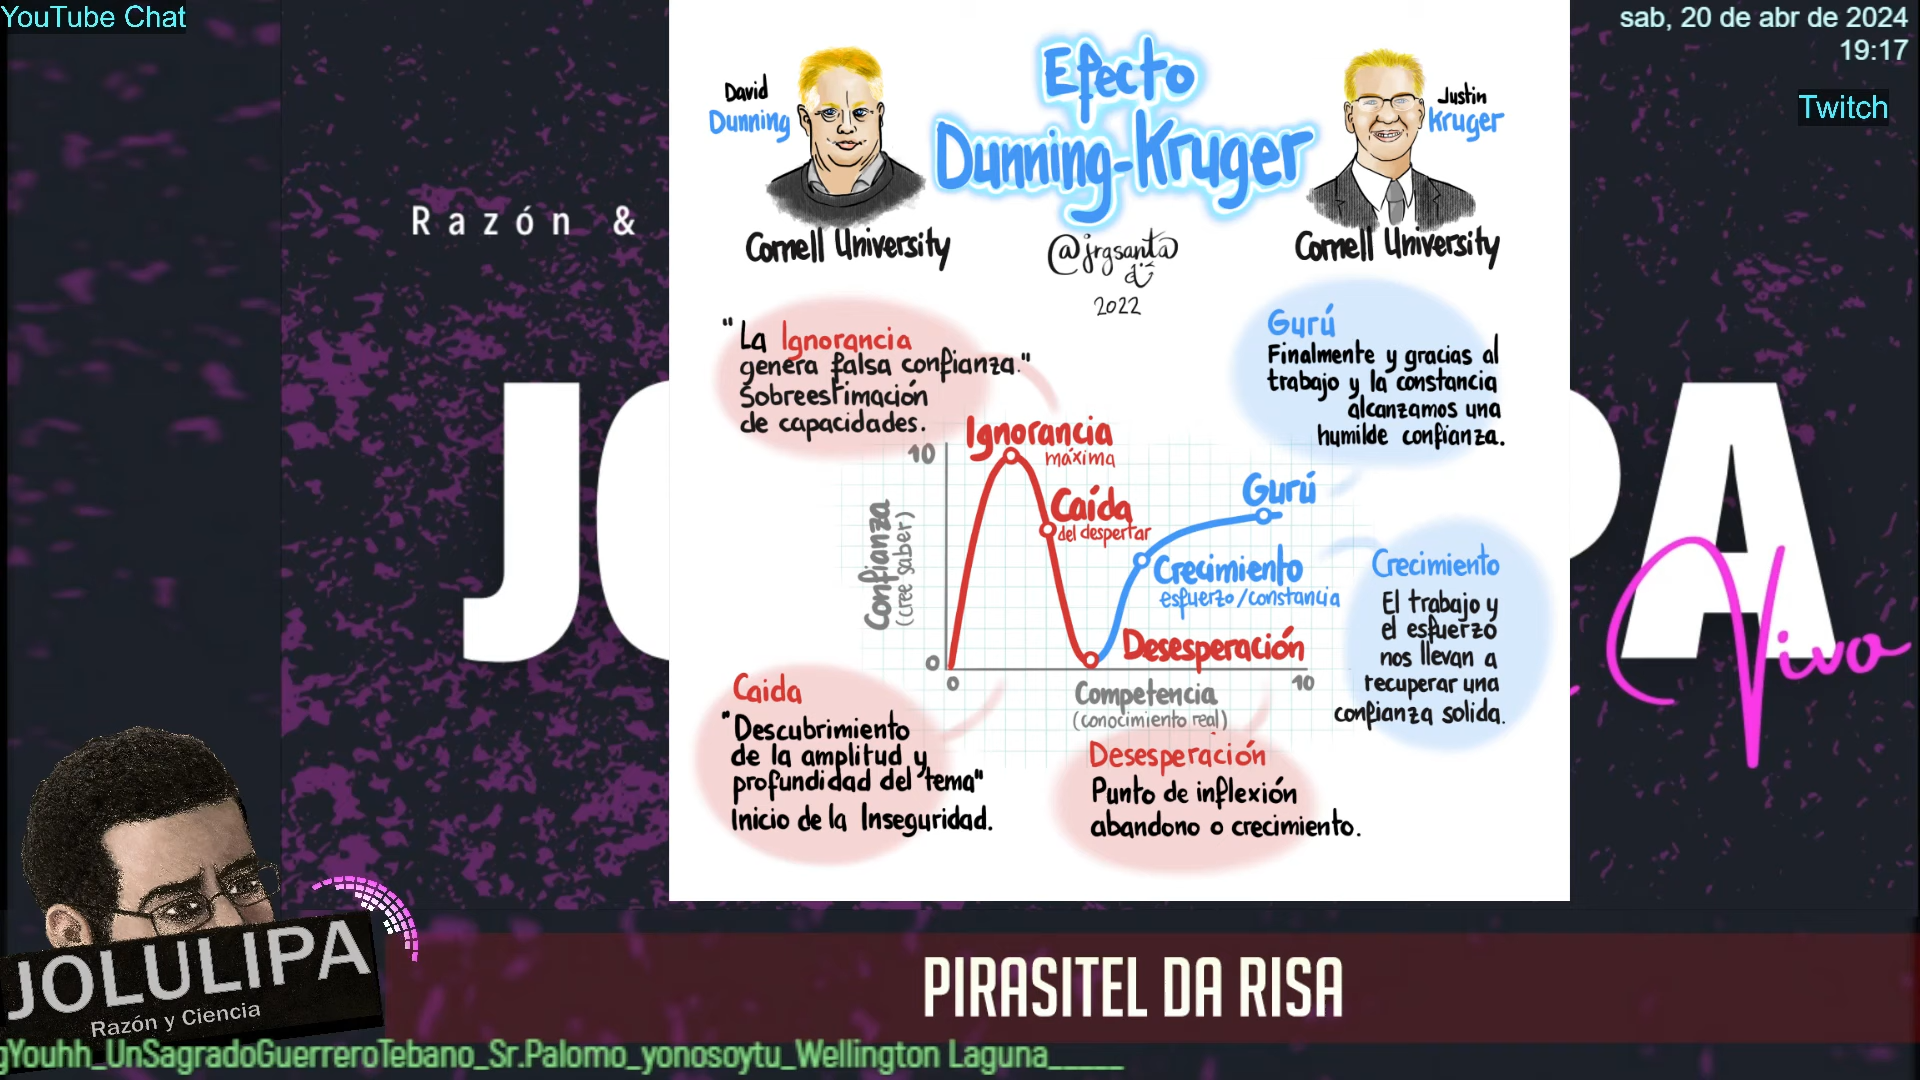 YouTube Chat
sab, 20 de abr de 2024
19:17
Twitch
Razón &
JO
PA
Vivo
David
Dunning
Cornell University
Efecto
Dunning-Kruger
@jrgsanta
2022
Justin
Kruger
Cornell University
"La Ignorancia
genera falsa confianza."
Sobreestimación
de capacidades.
Gurú
Finalmente y gracias al
trabajo y la constancia
alcanzamos una
humilde confianza.
10
Ignorancia
máxima
Caída
del despertar
Gurú
Confianza
(cree saber)
Crecimiento
esfuerzo/constancia
Desesperación
0
0
10
Competencia
(conocimiento real)
Crecimiento
El trabajo y
el esfuerzo
nos llevan a
recuperar una
confianza solida.
Caida
"Descubrimiento
de la amplitud y
profundidad del tema"
Inicio de la Inseguridad.
Desesperación
Punto de inflexión
abandono o crecimiento.
JOLULIPA
Razón y Ciencia
PIRASITEL DA RISA
gYouhh_UnSagradoGuerreroTebano_Sr.Palomo_yonosoytu_Wellington Laguna_____